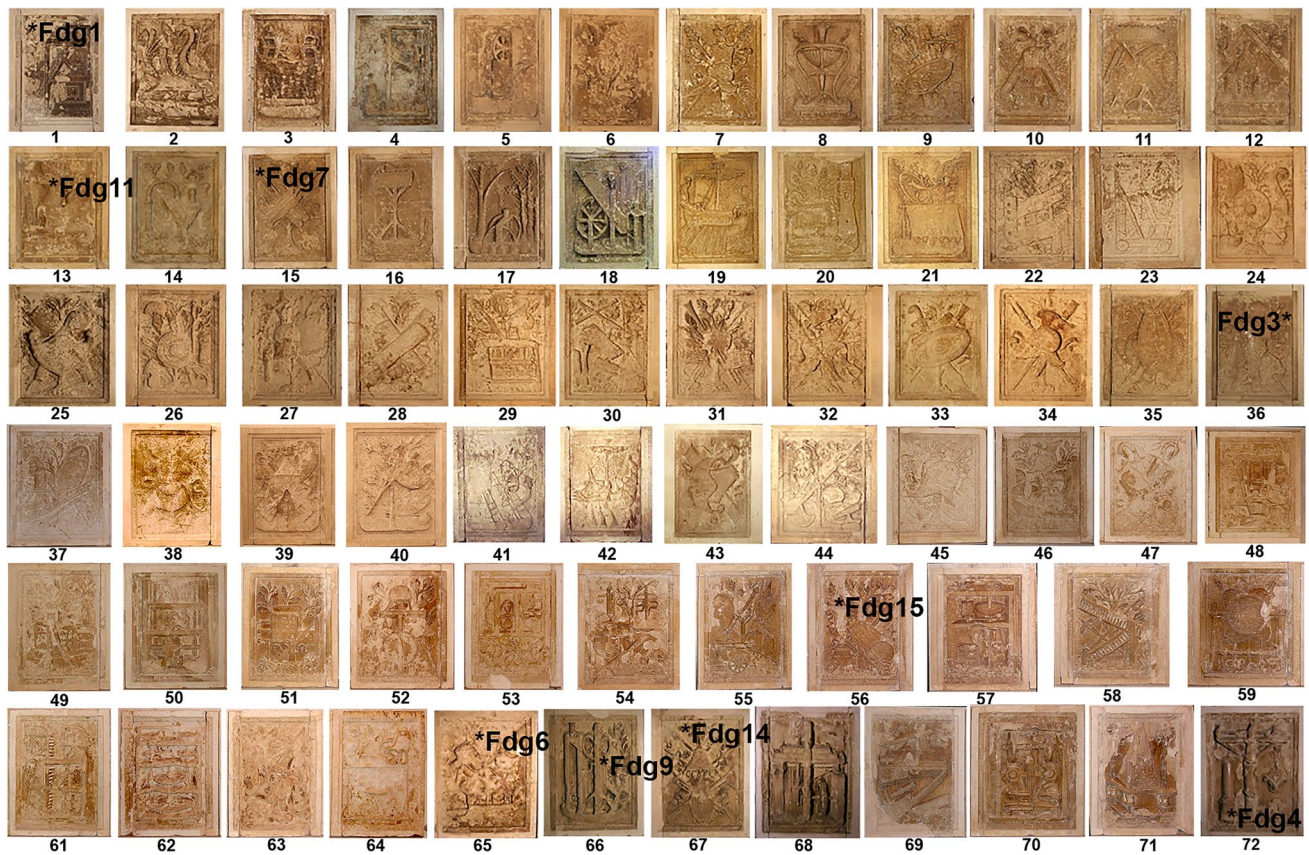 *Fdg1
1 2 3 4 5 6 7 8 9 10 11 12
*Fdg11 *Fdg7
13 14 15 16 17 18 19 20 21 22 23 24
Fdg3*
25 26 27 28 29 30 31 32 33 34 35 36
37 38 39 40 41 42 43 44 45 46 47 48
*Fdg15
49 50 51 52 53 54 55 56 57 58 59
*Fdg6 *Fdg9 *Fdg14 *Fdg4
61 62 63 64 65 66 67 68 69 70 71 72